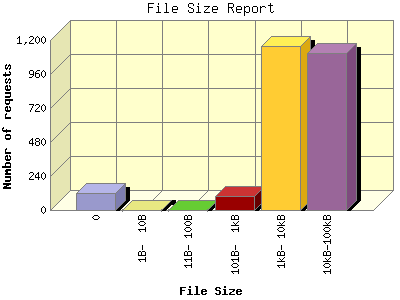 File Size Report
Number of requests
1,200
960
720
480
240
0
0
1B- 10B
11B- 100B
101B- 1kB
1kB- 10kB
10kB-100kB
File Size